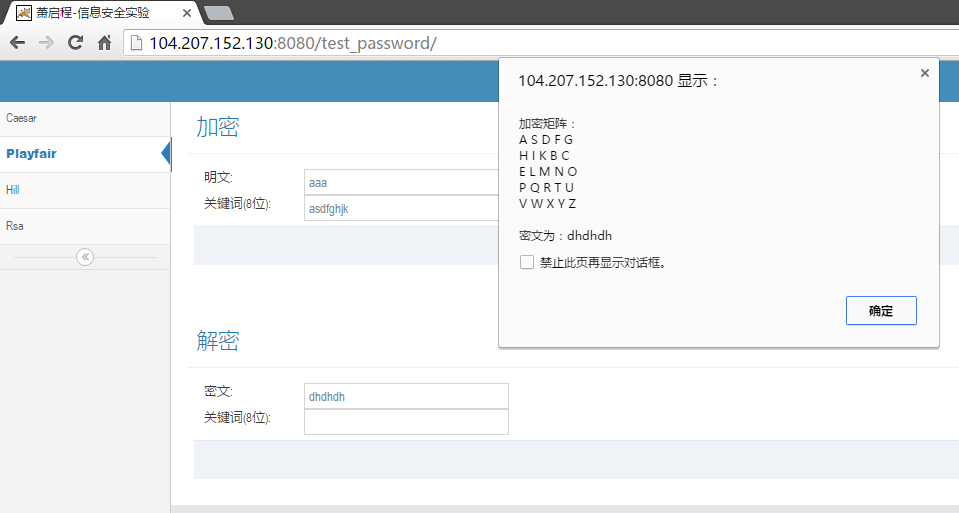 萧启程-信息安全实验
104.207.152.130:8080/test_password/
Caesar
Playfair
Hill
Rsa
加密
明文:
aaa
关键词(8位):
asdfghjk
解密
密文:
dhdhdh
关键词(8位):
104.207.152.130:8080 显示：
加密矩阵：
A S D F G
H I K B C
E L M N O
P Q R T U
V W X Y Z
密文为：dhdhdh
禁止此页再显示对话框。
确定